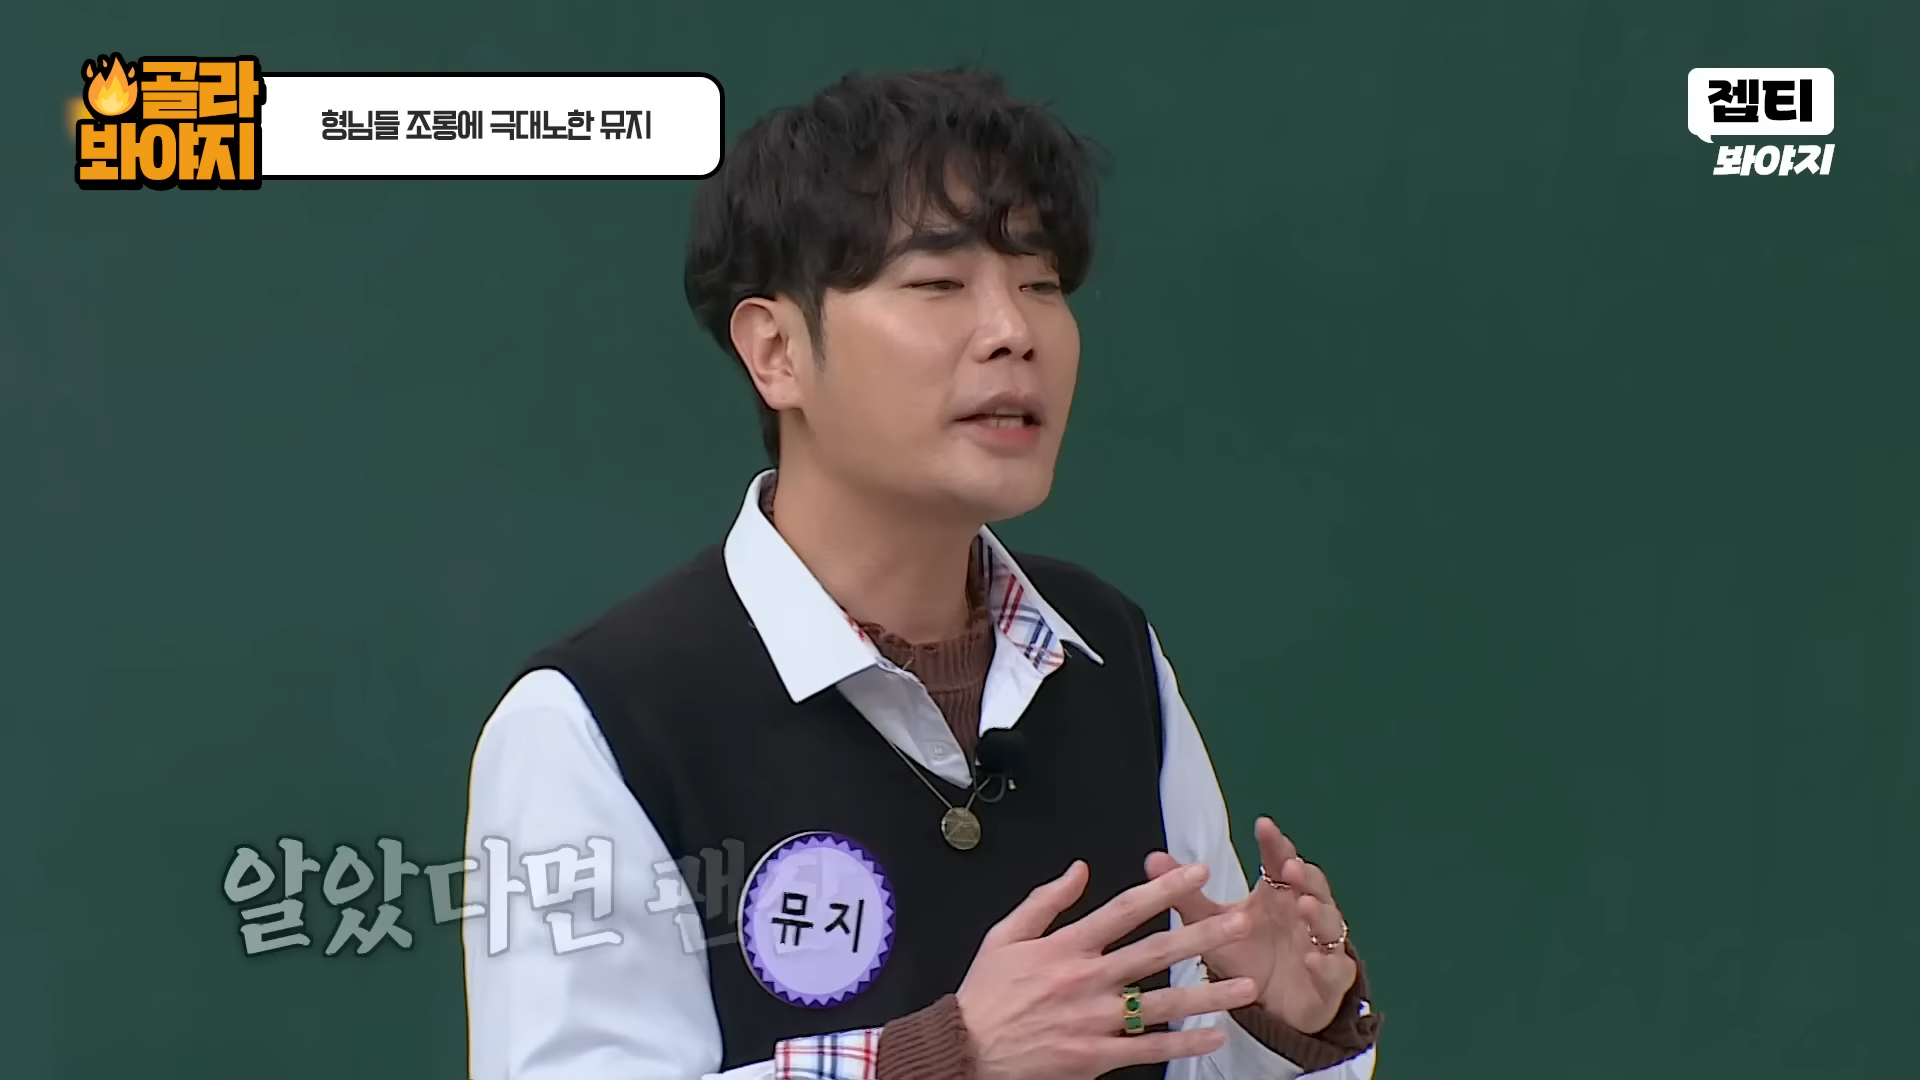 골라
봐야지
형님들 조롱에 극대노한 뮤지
젭티
봐야지
알았다면 팬
뮤지